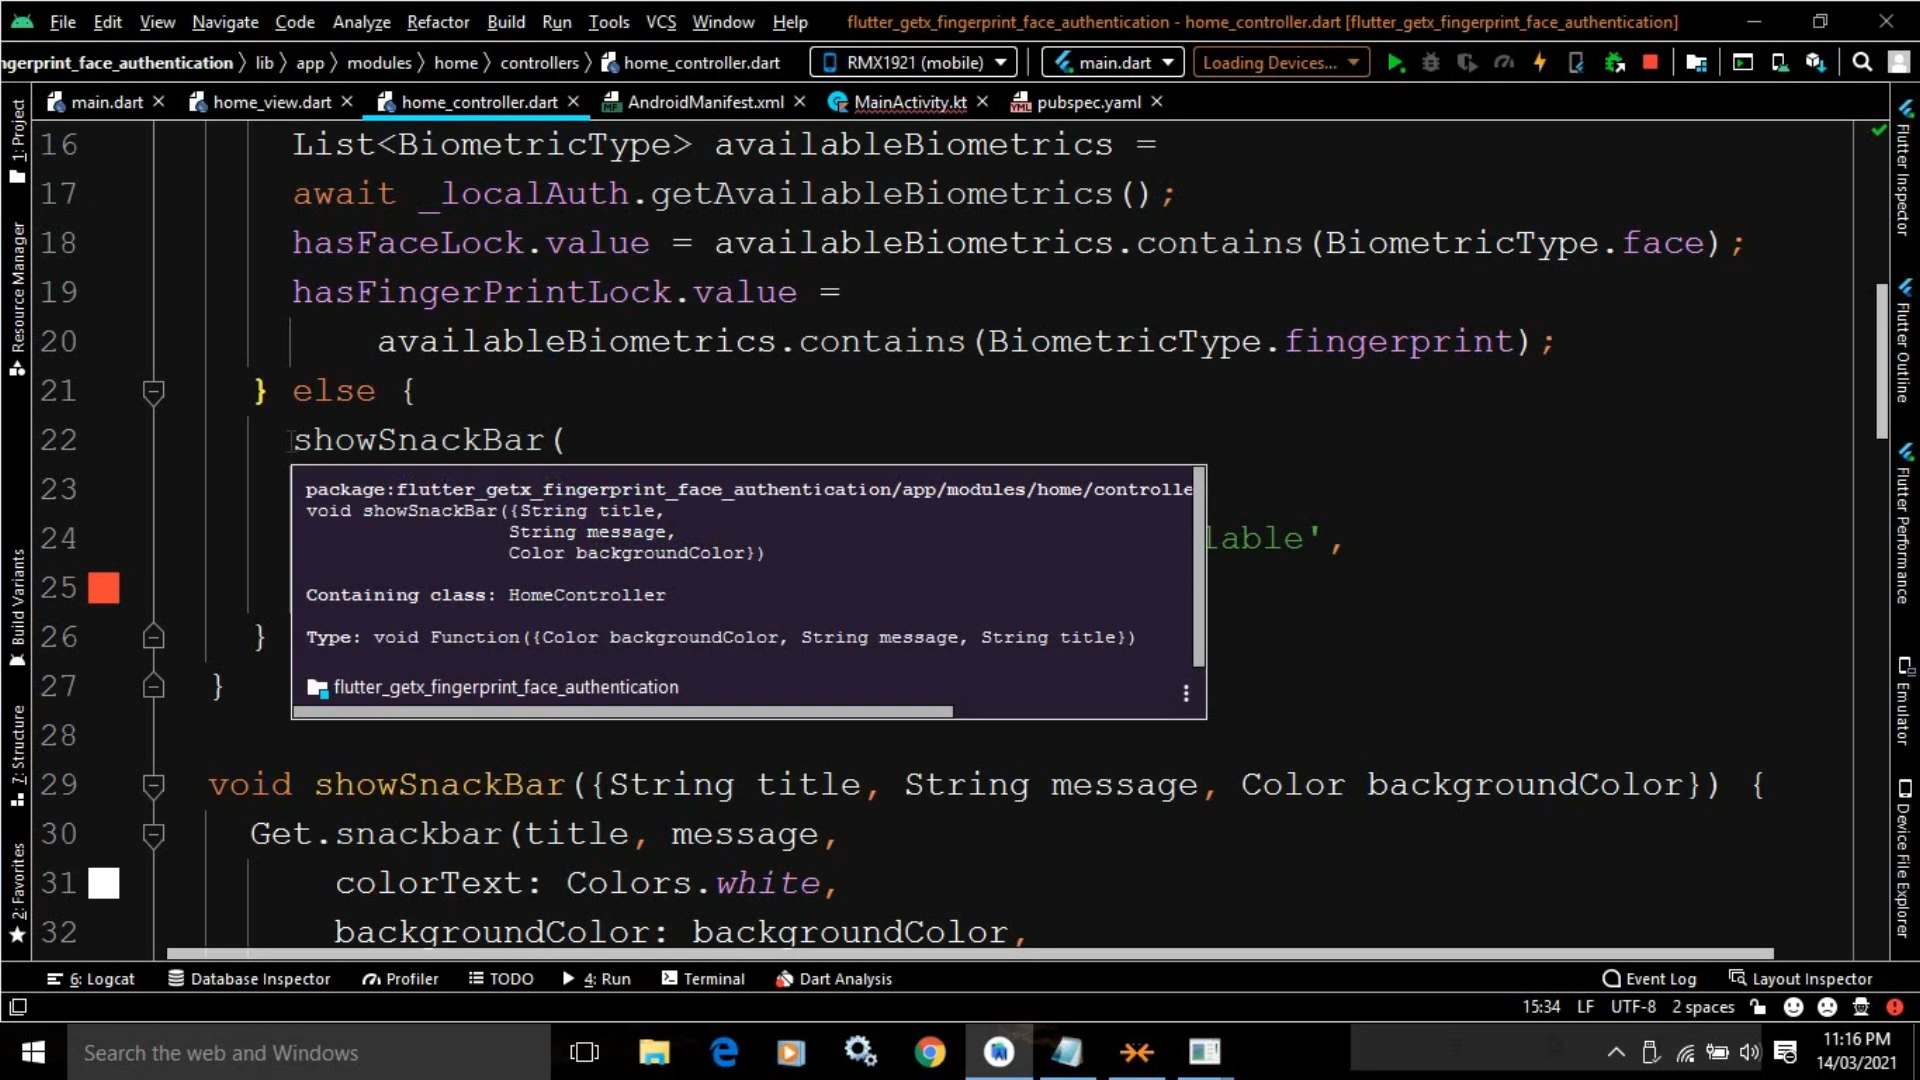 File Edit View Navigate Code Analyze Refactor Build Run Tools VCS Window Help flutter_getx_fingerprint_face_authentication - home_controller.dart [flutter_getx_fingerprint_face_authentication]
ngerprint_face_authentication lib app modules home controllers home_controller.dart RMX1921 (mobile) main.dart Loading Devices...
main.dart home_view.dart home_controller.dart AndroidManifest.xml MainActivity.kt pubspec.yaml
1: Project
Resource Manager
Build Variants
7: Structure
2: Favorites
16 List<BiometricType> availableBiometrics =
17 await _localAuth.getAvailableBiometrics();
18 hasFaceLock.value = availableBiometrics.contains(BiometricType.face);
19 hasFingerPrintLock.value =
20 availableBiometrics.contains(BiometricType.fingerprint);
21 } else {
22 showSnackBar(
23
24 lable',
25
26 }
27 }
28
package:flutter_getx_fingerprint_face_authentication/app/modules/home/controlle
void showSnackBar({String title,
String message,
Color backgroundColor})
Containing class: HomeController
Type: void Function({Color backgroundColor, String message, String title})
flutter_getx_fingerprint_face_authentication
29 void showSnackBar({String title, String message, Color backgroundColor}) {
30 Get.snackbar(title, message,
31 colorText: Colors.white,
32 backgroundColor: backgroundColor,
Flutter Inspector
Flutter Outline
Flutter Performance
Emulator
Device File Explorer
6: Logcat Database Inspector Profiler TODO 4: Run Terminal Dart Analysis Event Log Layout Inspector
15:34 LF UTF-8 2 spaces
Search the web and Windows
11:16 PM
14/03/2021